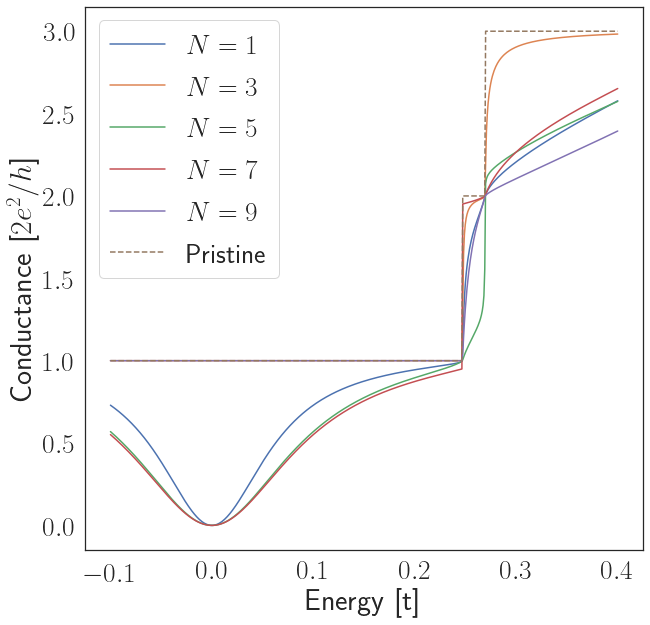 3.0
2.5
2.0
1.5
1.0
0.5
0.0
Conductance [2e²/h]
N = 1
N = 3
N = 5
N = 7
N = 9
Pristine
−0.1 0.0 0.1 0.2 0.3 0.4
Energy [t]